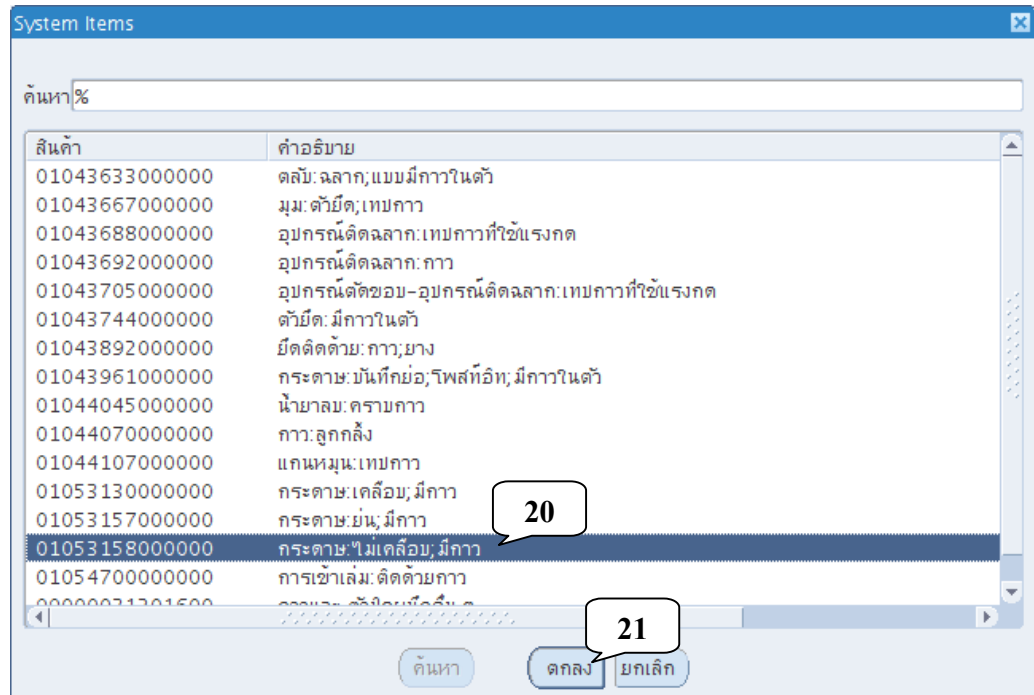 System Items
ค้นหา %
สินค้า คำอธิบาย
01043633000000 ตลับ:ฉลาก;แบบมีกาวในตัว
01043667000000 มุม:ตัวยึด;เทปกาว
01043688000000 อุปกรณ์ติดฉลาก:เทปกาวที่ใช้แรงกด
01043692000000 อุปกรณ์ติดฉลาก:กาว
01043705000000 อุปกรณ์ตัดขอบ-อุปกรณ์ติดฉลาก:เทปกาวที่ใช้แรงกด
01043744000000 ตัวยึด:มีกาวในตัว
01043892000000 ยึดติดด้วย:กาว;ยาง
01043961000000 กระดาษ:บันทึกย่อ;โพสท์อิท;มีกาวในตัว
01044045000000 น้ำยาลบ:คราบกาว
01044070000000 กาว:ลูกกลิ้ง
01044107000000 แกนหมุน:เทปกาว
01053130000000 กระดาษ:เคลือบ;มีกาว
01053157000000 กระดาษ:ย่น;มีกาว
20
01053158000000 กระดาษ:ไม่เคลือบ;มีกาว
01054700000000 การเข้าเล่ม:ติดด้วยกาว
21
ค้นหา ตกลง ยกเลิก